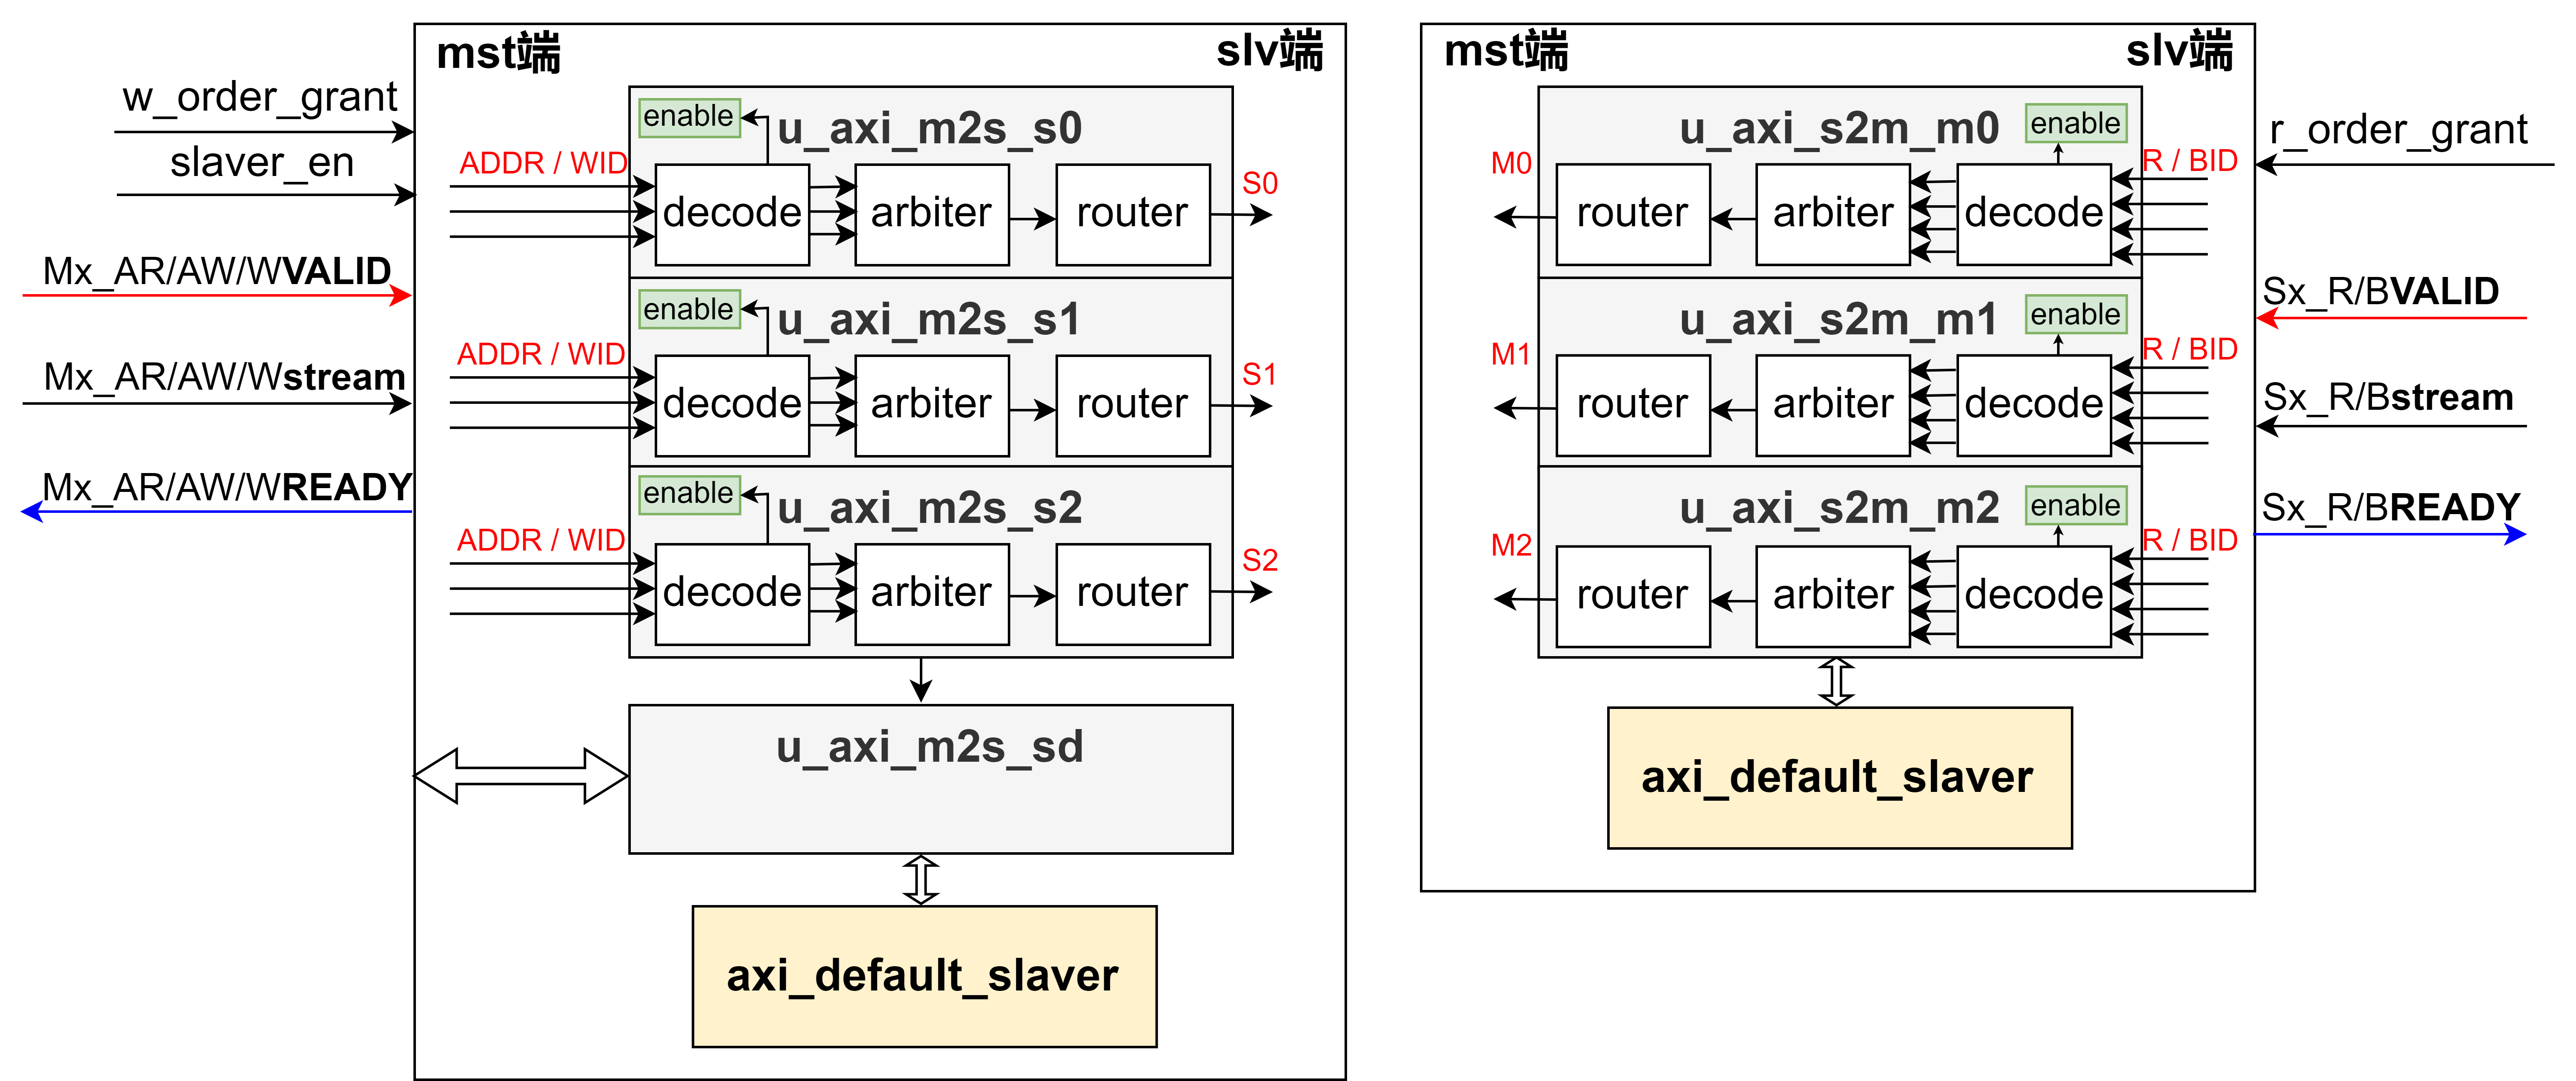 mst端
slv端
w_order_grant
slaver_en
Mx_AR/AW/WVALID
Mx_AR/AW/Wstream
Mx_AR/AW/WREADY
enable
u_axi_m2s_s0
ADDR / WID
decode
arbiter
router
S0
enable
u_axi_m2s_s1
ADDR / WID
decode
arbiter
router
S1
enable
u_axi_m2s_s2
ADDR / WID
decode
arbiter
router
S2
u_axi_m2s_sd
axi_default_slaver
mst端
slv端
u_axi_s2m_m0
enable
M0
router
arbiter
decode
R / BID
u_axi_s2m_m1
enable
M1
router
arbiter
decode
R / BID
u_axi_s2m_m2
enable
M2
router
arbiter
decode
R / BID
axi_default_slaver
r_order_grant
Sx_R/BVALID
Sx_R/Bstream
Sx_R/BREADY